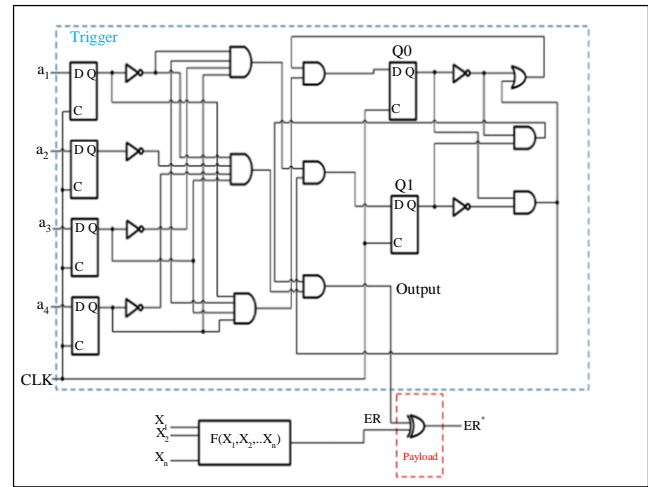 Trigger
a1
D Q
C
a2
D Q
C
a3
D Q
C
a4
D Q
C
CLK
Q0
D Q
C
Q1
D Q
C
Output
X1
X2
Xn
F(X1,X2,...Xn)
ER
ER*
Payload